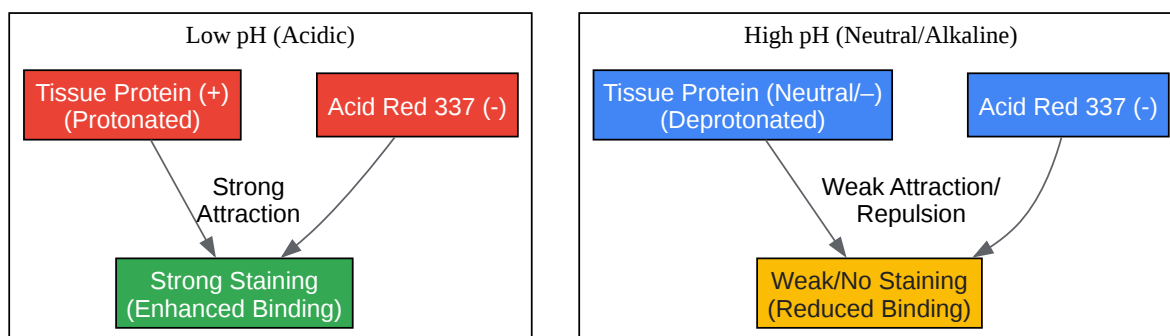 Low pH (Acidic)
Tissue Protein (+)
(Protonated)
Acid Red 337 (-)
Strong
Attraction
Strong Staining
(Enhanced Binding)
High pH (Neutral/Alkaline)
Tissue Protein (Neutral/–)
(Deprotonated)
Acid Red 337 (-)
Weak Attraction/
Repulsion
Weak/No Staining
(Reduced Binding)